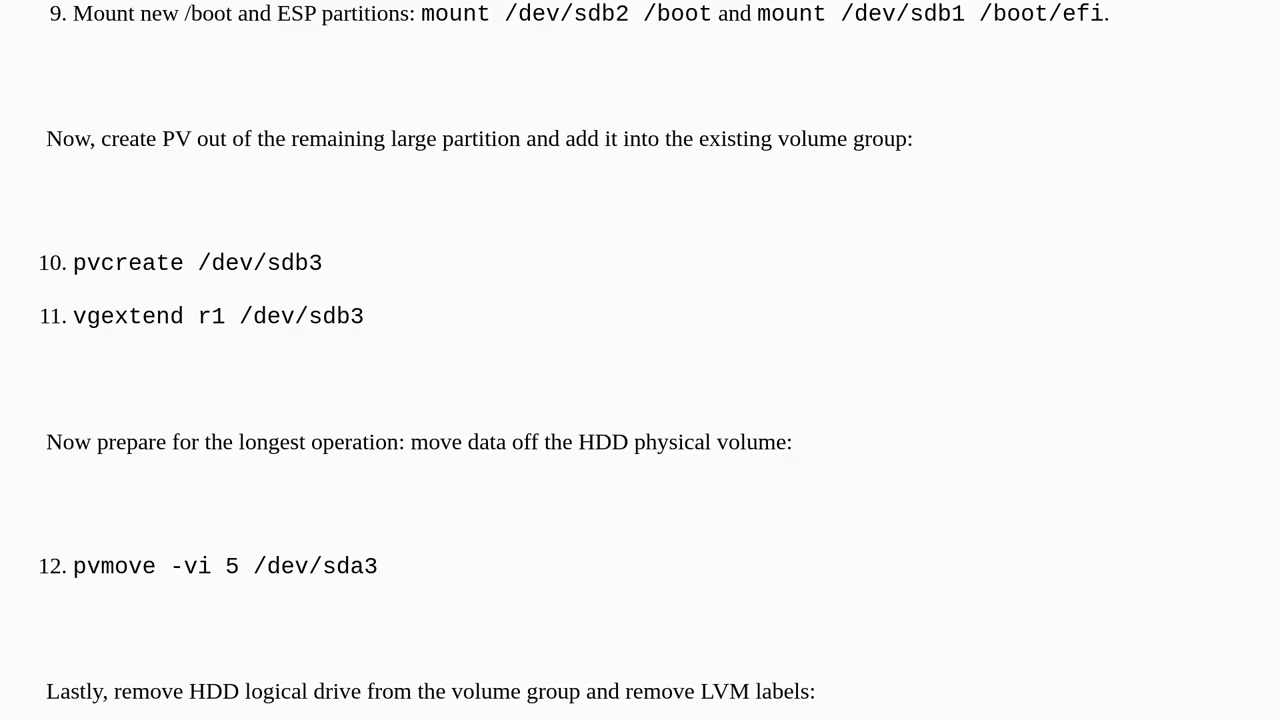 9. Mount new /boot and ESP partitions: mount /dev/sdb2 /boot and mount /dev/sdb1 /boot/efi.
Now, create PV out of the remaining large partition and add it into the existing volume group:
10. pvcreate /dev/sdb3
11. vgextend r1 /dev/sdb3
Now prepare for the longest operation: move data off the HDD physical volume:
12. pvmove -vi 5 /dev/sda3
Lastly, remove HDD logical drive from the volume group and remove LVM labels: